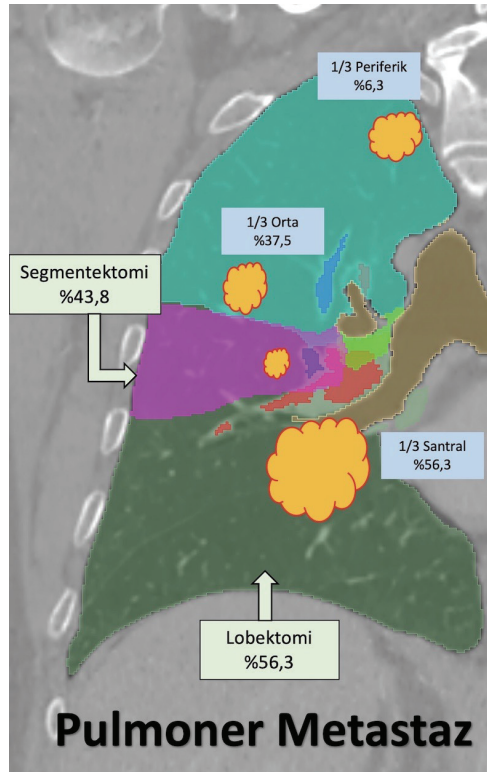 1/3 Periferik
%6,3
1/3 Orta
%37,5
Segmentektomi
%43,8
1/3 Santral
%56,3
Lobektomi
%56,3
Pulmoner Metastaz